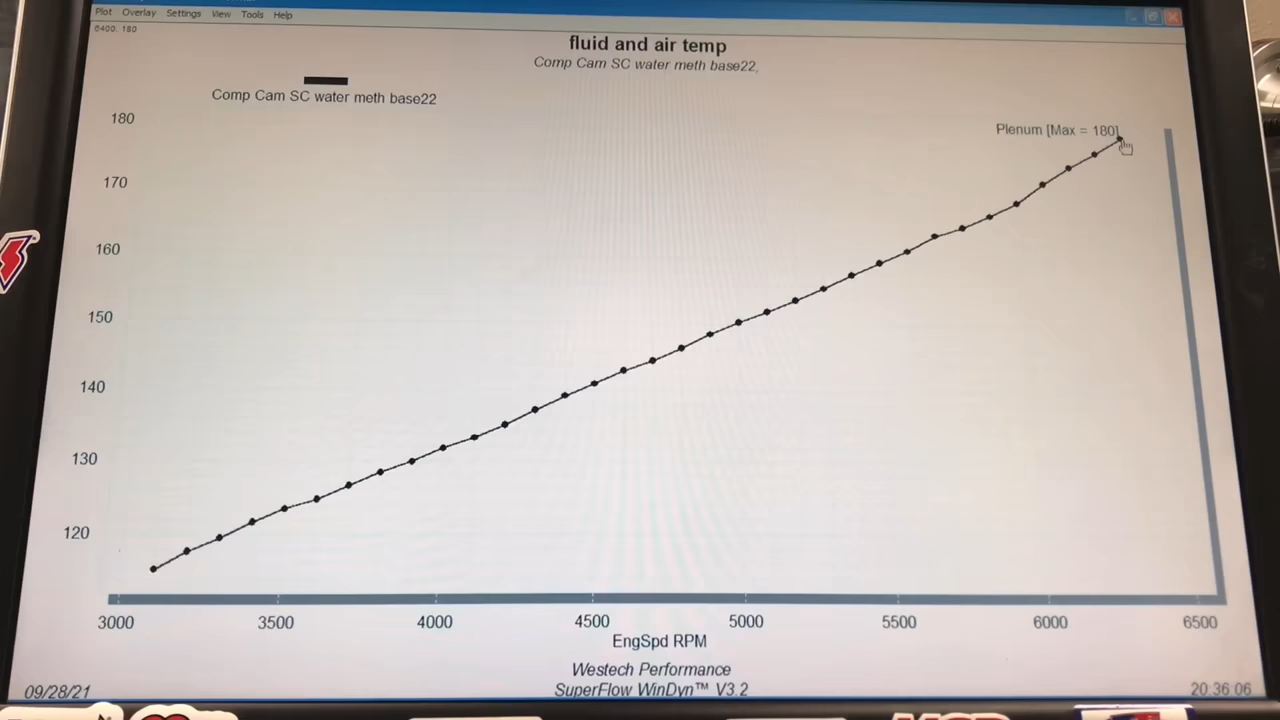 Plot Overlay Settings View Tools Help
6400, 180
fluid and air temp
Comp Cam SC water meth base22,
Comp Cam SC water meth base22
Plenum [Max = 180]
180
170
160
150
140
130
120
3000 3500 4000 4500 5000 5500 6000 6500
EngSpd RPM
Westech Performance
SuperFlow WinDyn™ V3.2
09/28/21
20:36:06